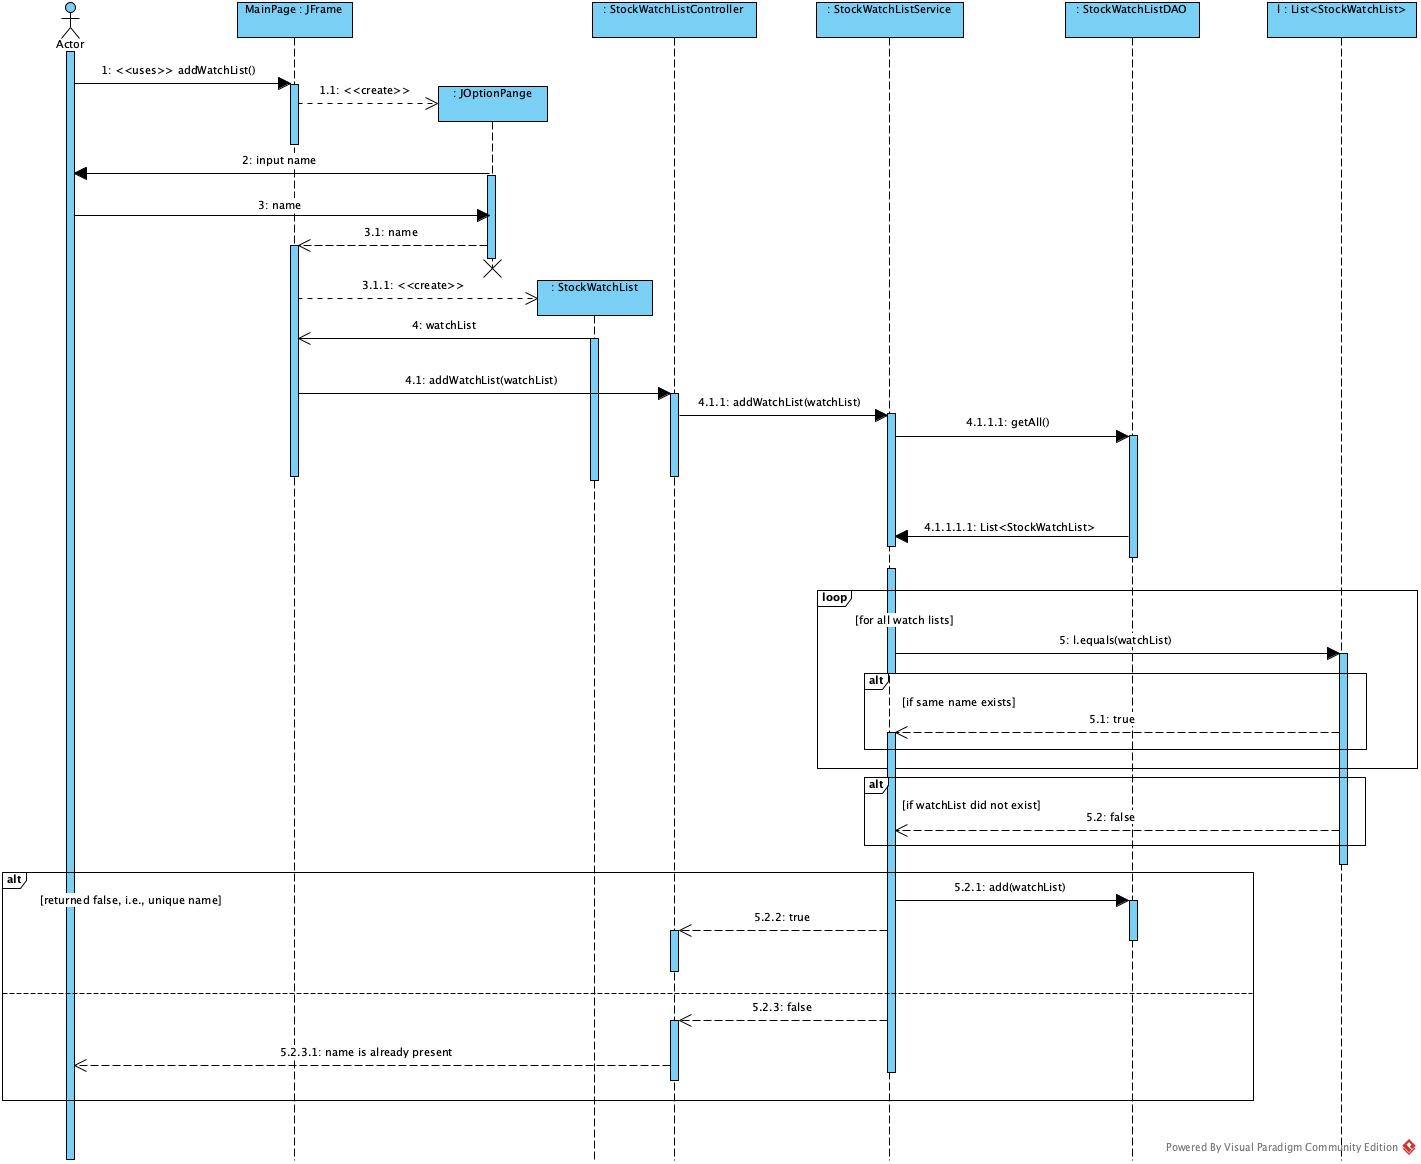 MainPage : JFrame
: StockWatchListController
: StockWatchListService
: StockWatchListDAO
l : List<StockWatchList>
Actor
1: <<uses>> addWatchList()
1.1: <<create>>
: JOptionPange
2: input name
3: name
3.1: name
3.1.1: <<create>>
: StockWatchList
4: watchList
4.1: addWatchList(watchList)
4.1.1: addWatchList(watchList)
4.1.1.1: getAll()
4.1.1.1.1: List<StockWatchList>
loop
[for all watch lists]
5: l.equals(watchList)
alt
[if same name exists]
5.1: true
alt
[if watchList did not exist]
5.2: false
alt
[returned false, i.e., unique name]
5.2.1: add(watchList)
5.2.2: true
5.2.3: false
5.2.3.1: name is already present
Powered By Visual Paradigm Community Edition